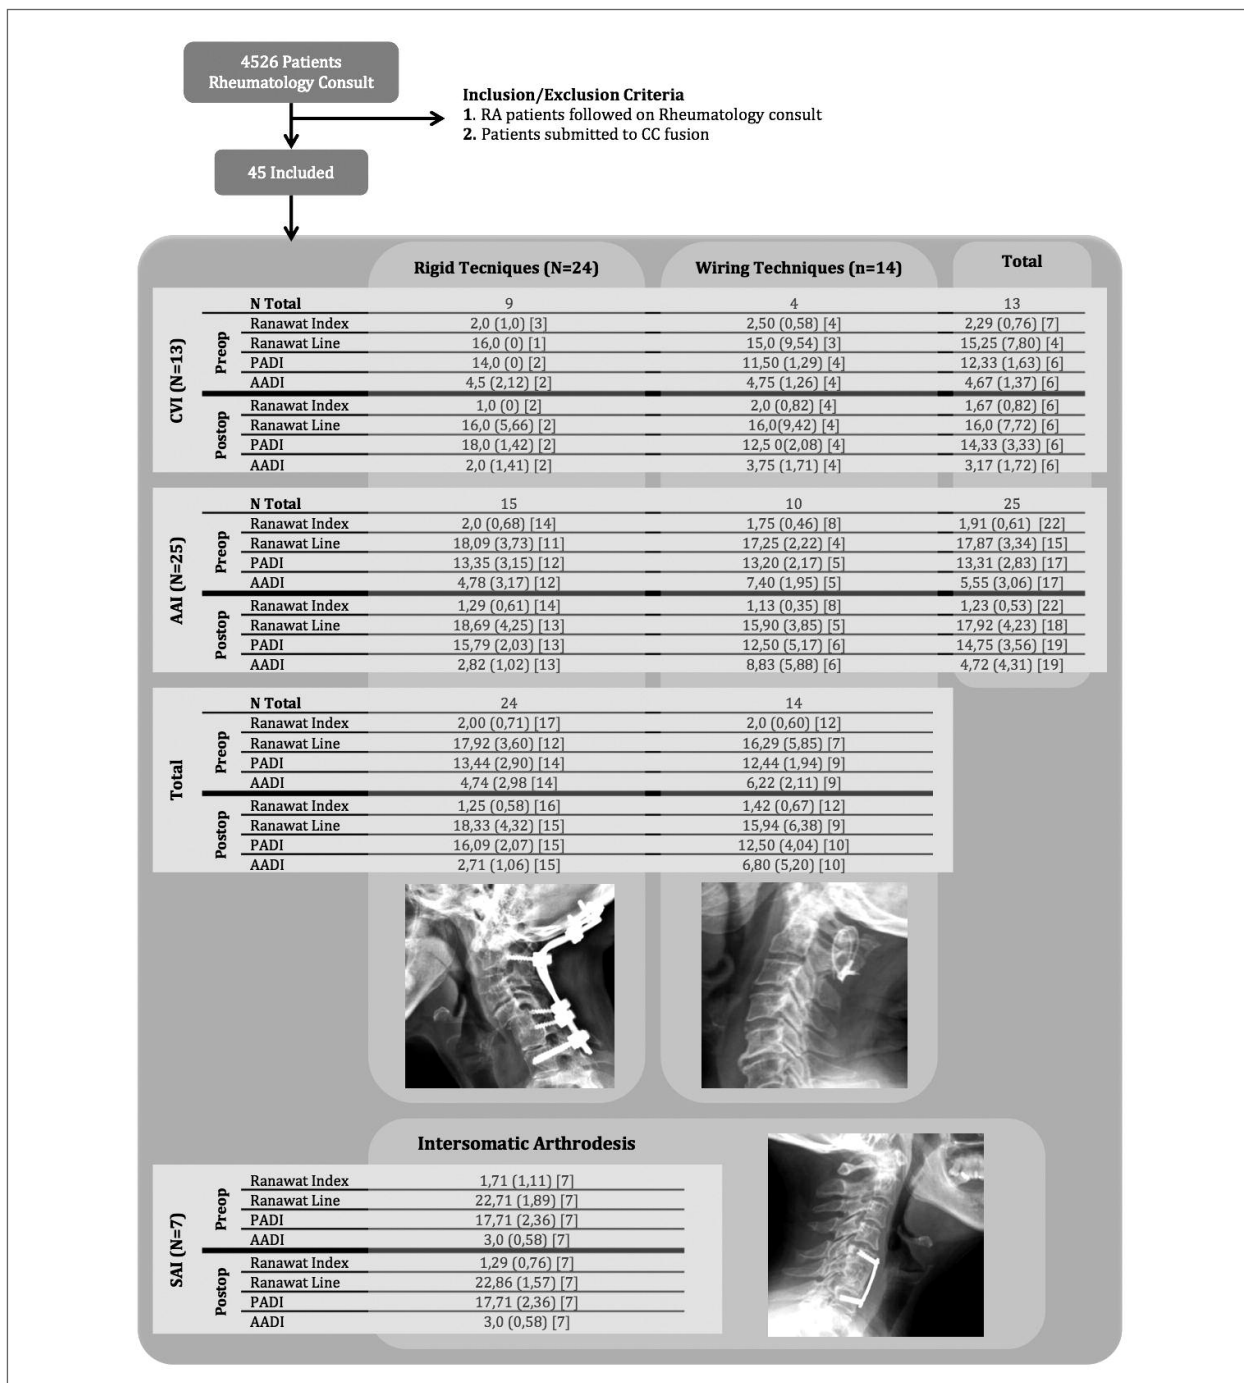 4526 Patients
Rheumatology Consult
Inclusion/Exclusion Criteria
1. RA patients followed on Rheumatology consult
2. Patients submitted to CC fusion
45 Included
Rigid Tecniques (N=24) Wiring Techniques (n=14) Total
CVI (N=13)
N Total 9 4 13
Preop
Ranawat Index 2,0 (1,0) [3] 2,50 (0,58) [4] 2,29 (0,76) [7]
Ranawat Line 16,0 (0) [1] 15,0 (9,54) [3] 15,25 (7,80) [4]
PADI 14,0 (0) [2] 11,50 (1,29) [4] 12,33 (1,63) [6]
AADI 4,5 (2,12) [2] 4,75 (1,26) [4] 4,67 (1,37) [6]
Postop
Ranawat Index 1,0 (0) [2] 2,0 (0,82) [4] 1,67 (0,82) [6]
Ranawat Line 16,0 (5,66) [2] 16,0(9,42) [4] 16,0 (7,72) [6]
PADI 18,0 (1,42) [2] 12,5 0(2,08) [4] 14,33 (3,33) [6]
AADI 2,0 (1,41) [2] 3,75 (1,71) [4] 3,17 (1,72) [6]
AAI (N=25)
N Total 15 10 25
Preop
Ranawat Index 2,0 (0,68) [14] 1,75 (0,46) [8] 1,91 (0,61) [22]
Ranawat Line 18,09 (3,73) [11] 17,25 (2,22) [4] 17,87 (3,34) [15]
PADI 13,35 (3,15) [12] 13,20 (2,17) [5] 13,31 (2,83) [17]
AADI 4,78 (3,17) [12] 7,40 (1,95) [5] 5,55 (3,06) [17]
Postop
Ranawat Index 1,29 (0,61) [14] 1,13 (0,35) [8] 1,23 (0,53) [22]
Ranawat Line 18,69 (4,25) [13] 15,90 (3,85) [5] 17,92 (4,23) [18]
PADI 15,79 (2,03) [13] 12,50 (5,17) [6] 14,75 (3,56) [19]
AADI 2,82 (1,02) [13] 8,83 (5,88) [6] 4,72 (4,31) [19]
Total
N Total 24 14
Preop
Ranawat Index 2,00 (0,71) [17] 2,0 (0,60) [12]
Ranawat Line 17,92 (3,60) [12] 16,29 (5,85) [7]
PADI 13,44 (2,90) [14] 12,44 (1,94) [9]
AADI 4,74 (2,98 [14] 6,22 (2,11) [9]
Postop
Ranawat Index 1,25 (0,58) [16] 1,42 (0,67) [12]
Ranawat Line 18,33 (4,32) [15] 15,94 (6,38) [9]
PADI 16,09 (2,07) [15] 12,50 (4,04) [10]
AADI 2,71 (1,06) [15] 6,80 (5,20) [10]
Intersomatic Arthrodesis
SAI (N=7)
Preop
Ranawat Index 1,71 (1,11) [7]
Ranawat Line 22,71 (1,89) [7]
PADI 17,71 (2,36) [7]
AADI 3,0 (0,58) [7]
Postop
Ranawat Index 1,29 (0,76) [7]
Ranawat Line 22,86 (1,57) [7]
PADI 17,71 (2,36) [7]
AADI 3,0 (0,58) [7]